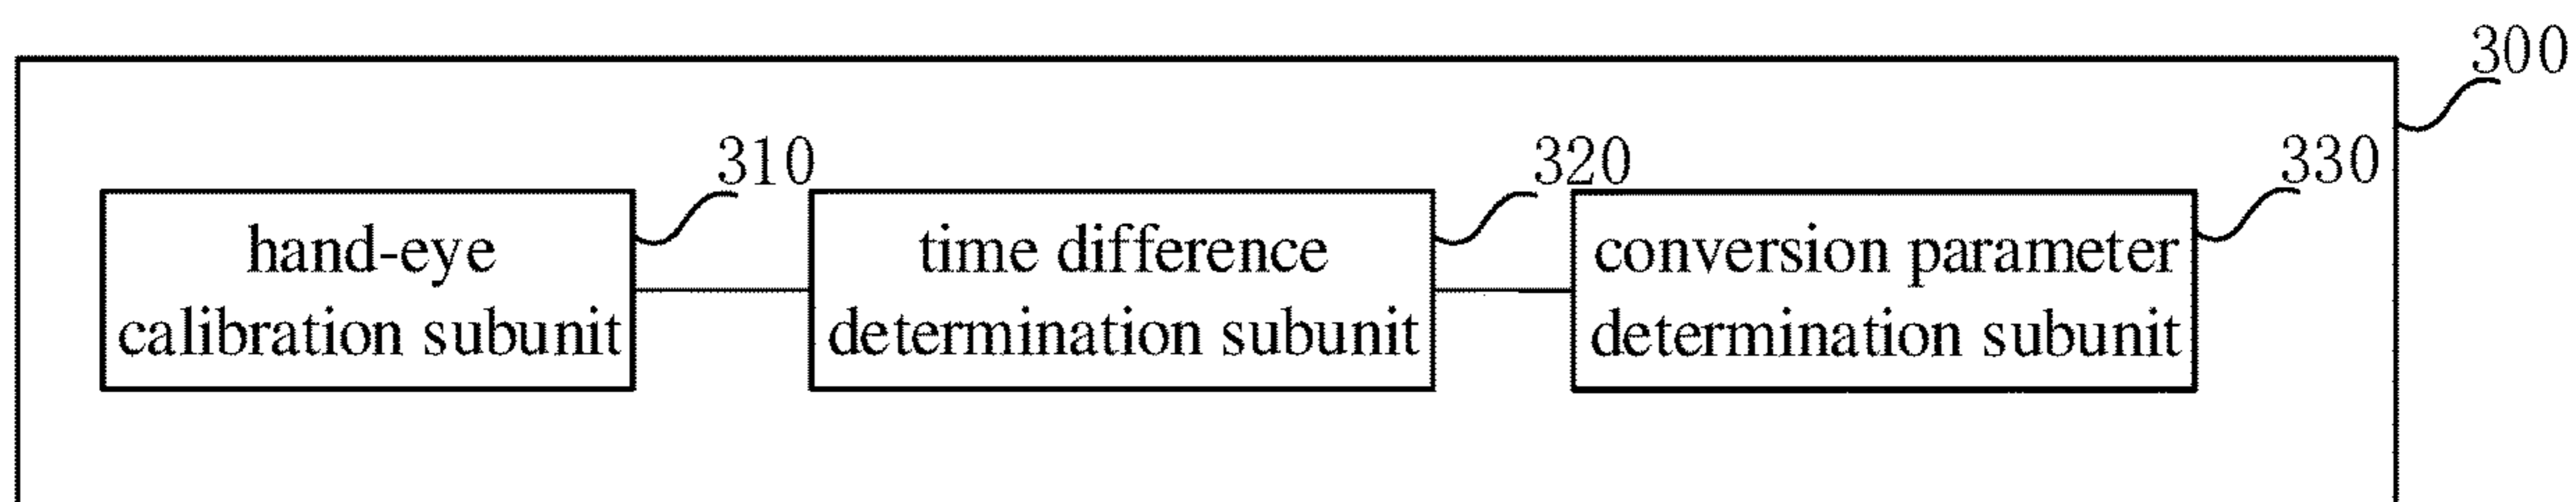 300
310
320
330
hand-eye
calibration subunit
time difference
determination subunit
conversion parameter
determination subunit